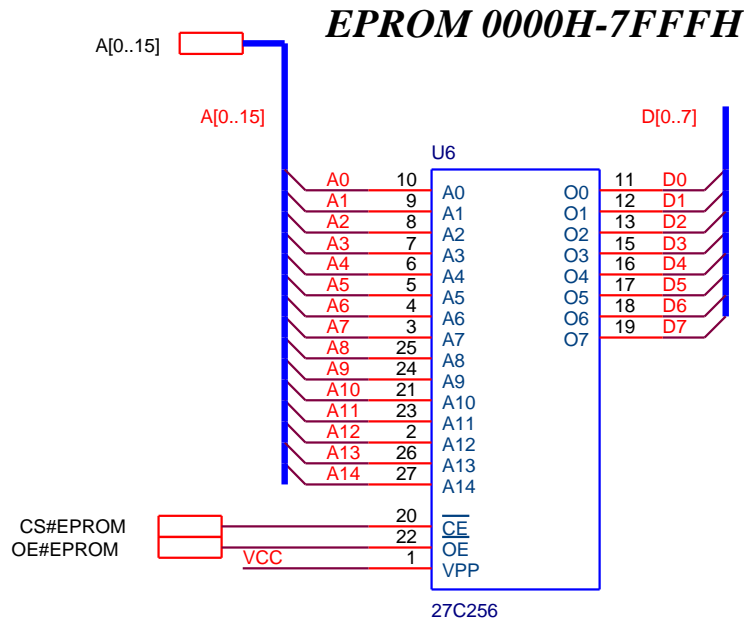 EPROM 0000H-7FFFH
A[0..15]
A[0..15] D[0..7]
U6
A0 10 A0 O0 11 D0
A1 9 A1 O1 12 D1
A2 8 A2 O2 13 D2
A3 7 A3 O3 15 D3
A4 6 A4 O4 16 D4
A5 5 A5 O5 17 D5
A6 4 A6 O6 18 D6
A7 3 A7 O7 19 D7
A8 25 A8
A9 24 A9
A10 21 A10
A11 23 A11
A12 2 A12
A13 26 A13
A14 27 A14
CS#EPROM 20 CE
OE#EPROM 22 OE
VCC 1 VPP
27C256